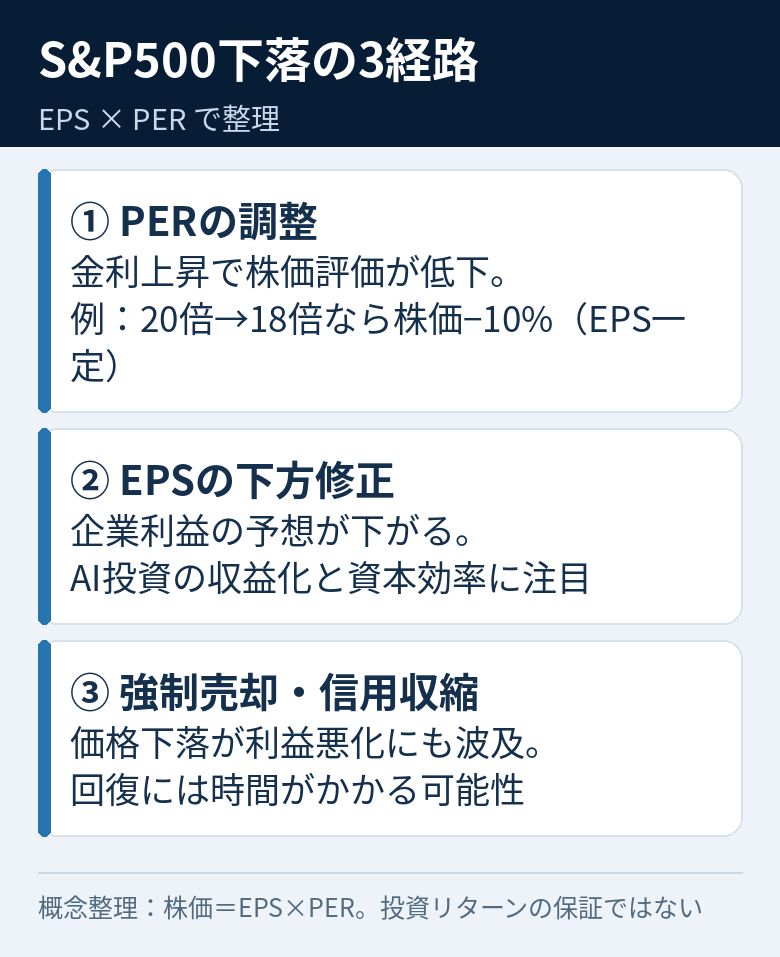 S&P500下落の3経路
EPS × PER で整理
① PERの調整
金利上昇で株価評価が低下。
例：20倍→18倍なら株価−10%（EPS一
定）
② EPSの下方修正
企業利益の予想が下がる。
AI投資の収益化と資本効率に注目
③ 強制売却・信用収縮
価格下落が利益悪化にも波及。
回復には時間がかかる可能性
概念整理：株価＝EPS×PER。投資リターンの保証ではない